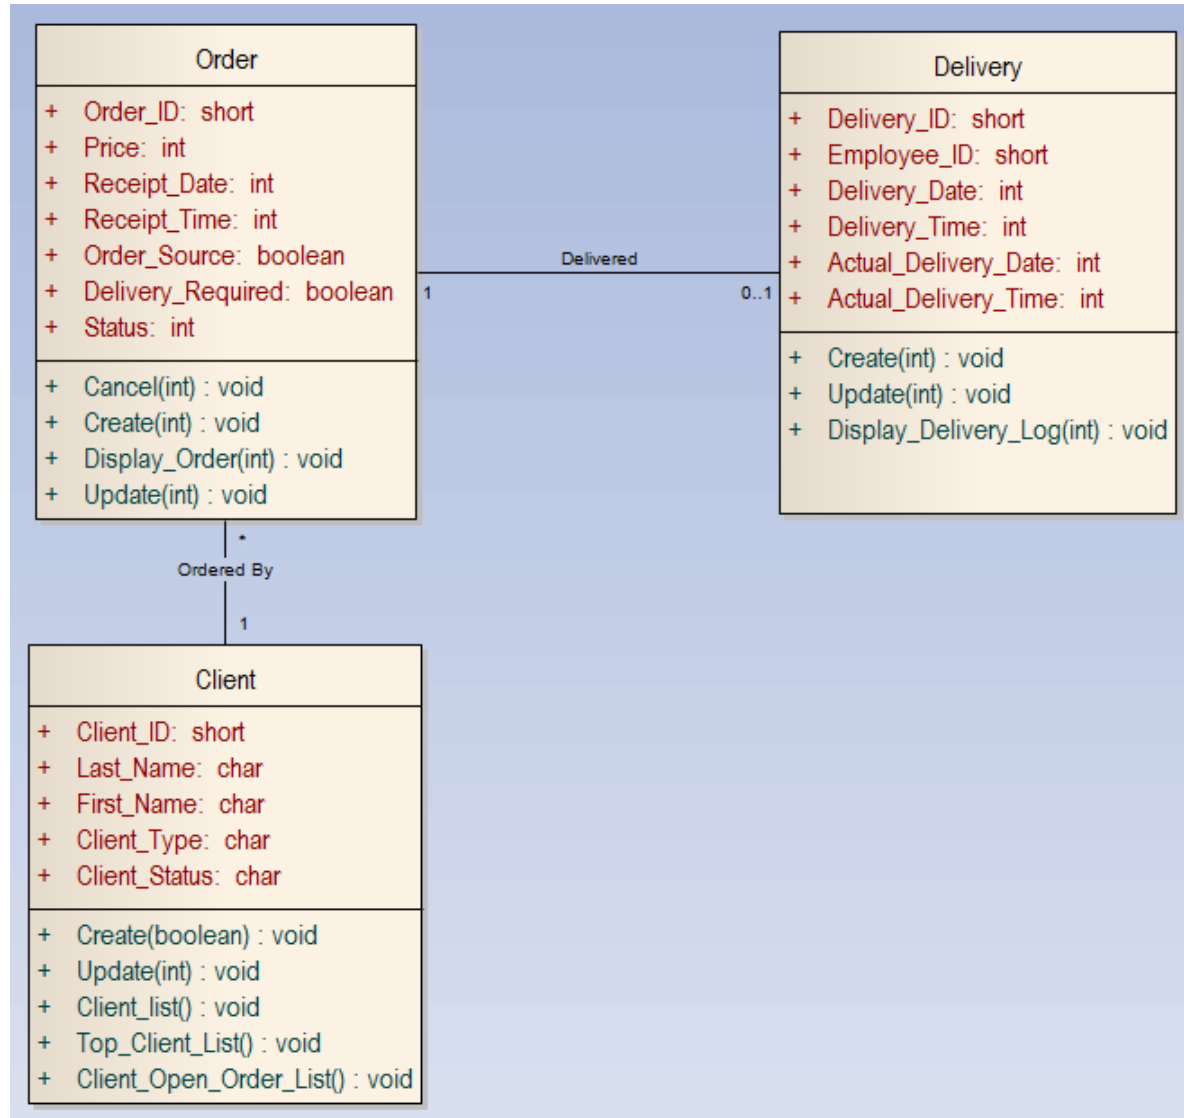 Order
+ Order_ID: short
+ Price: int
+ Receipt_Date: int
+ Receipt_Time: int
+ Order_Source: boolean
+ Delivery_Required: boolean
+ Status: int
+ Cancel(int) : void
+ Create(int) : void
+ Display_Order(int) : void
+ Update(int) : void
Delivered
1
0..1
Delivery
+ Delivery_ID: short
+ Employee_ID: short
+ Delivery_Date: int
+ Delivery_Time: int
+ Actual_Delivery_Date: int
+ Actual_Delivery_Time: int
+ Create(int) : void
+ Update(int) : void
+ Display_Delivery_Log(int) : void
*
Ordered By
1
Client
+ Client_ID: short
+ Last_Name: char
+ First_Name: char
+ Client_Type: char
+ Client_Status: char
+ Create(boolean) : void
+ Update(int) : void
+ Client_list() : void
+ Top_Client_List() : void
+ Client_Open_Order_List() : void